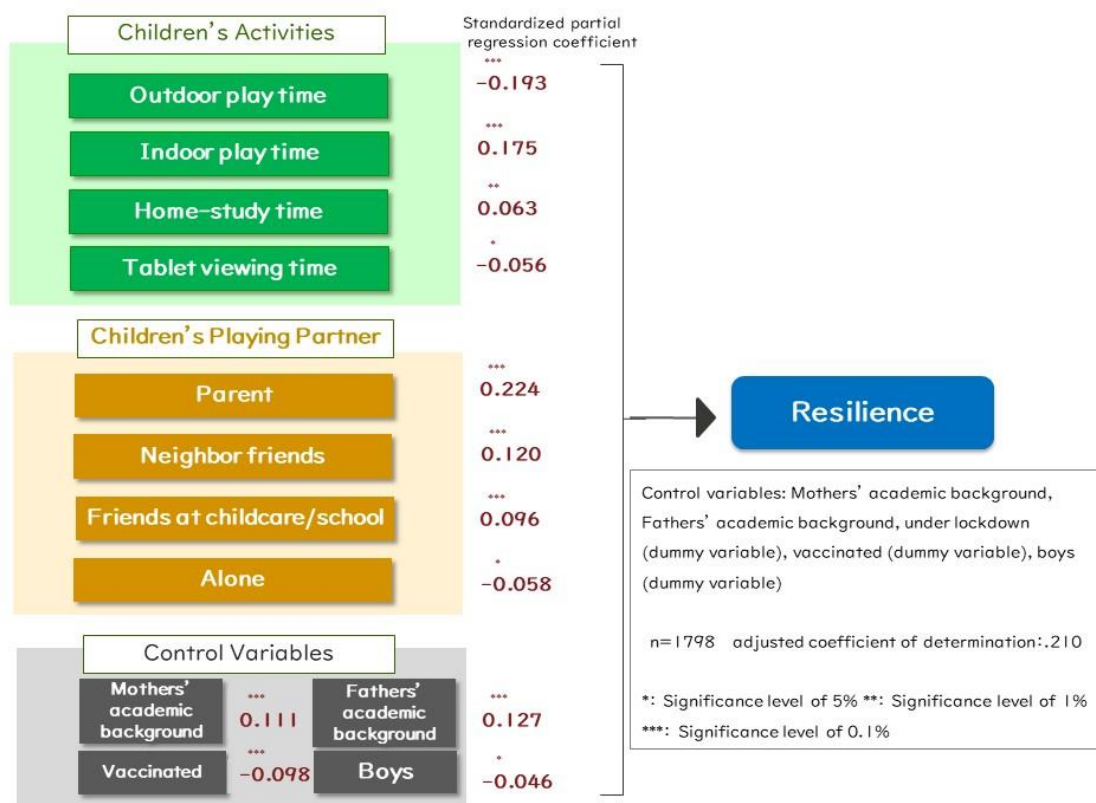 Children's Activities
Standardized partial
regression coefficient
Outdoor play time
***
-0.193
Indoor play time
***
0.175
Home-study time
**
0.063
Tablet viewing time
*
-0.056
Children's Playing Partner
Parent
***
0.224
Neighbor friends
***
0.120
Friends at childcare/school
***
0.096
Alone
*
-0.058
Control Variables
Mothers'
academic
background
***
0.111
Fathers'
academic
background
***
0.127
Vaccinated
***
-0.098
Boys
*
-0.046
Resilience
Control variables: Mothers' academic background,
Fathers' academic background, under lockdown
(dummy variable), vaccinated (dummy variable), boys
(dummy variable)
n=1798 adjusted coefficient of determination:.210
*: Significance level of 5% **: Significance level of 1%
***: Significance level of 0.1%